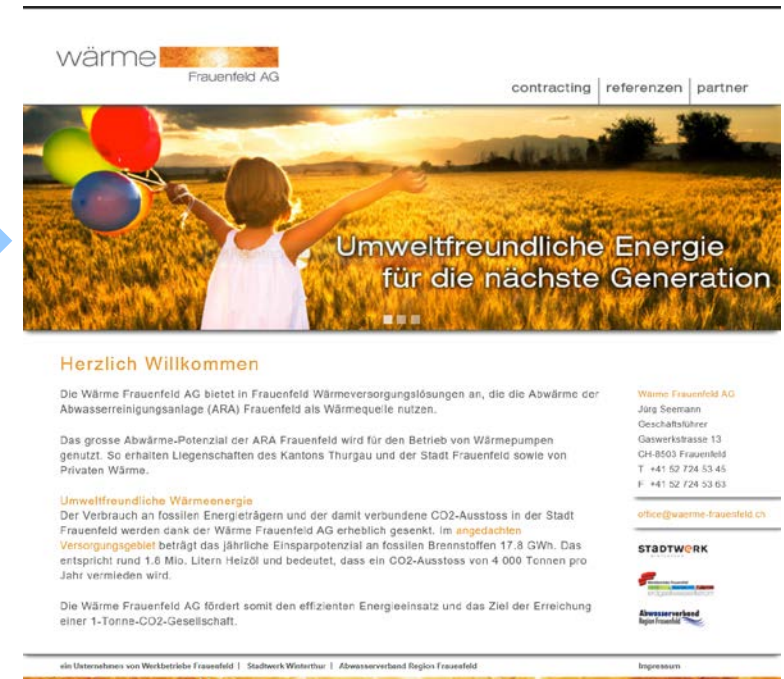 wärme
Frauenfeld AG
contracting | referenzen | partner
Umweltfreundliche Energie
für die nächste Generation
Herzlich Willkommen
Die Wärme Frauenfeld AG bietet in Frauenfeld Wärmeversorgungslösungen an, die die Abwärme der
Abwasserreinigungsanlage (ARA) Frauenfeld als Wärmequelle nutzen.
Das grosse Abwärme-Potenzial der ARA Frauenfeld wird für den Betrieb von Wärmepumpen
genutzt. So erhalten Liegenschaften des Kantons Thurgau und der Stadt Frauenfeld sowie von
Privaten Wärme.
Umweltfreundliche Wärmeenergie
Der Verbrauch an fossilen Energieträgern und der damit verbundene CO2-Ausstoss in der Stadt
Frauenfeld werden dank der Wärme Frauenfeld AG erheblich gesenkt. Im angedachten
Versorgungsgebiet beträgt das jährliche Einsparpotenzial an fossilen Brennstoffen 17.8 GWh. Das
entspricht rund 1.8 Mio. Litern Heizöl und bedeutet, dass ein CO2-Ausstoss von 4 000 Tonnen pro
Jahr vermieden wird.
Die Wärme Frauenfeld AG fördert somit den effizienten Energieeinsatz und das Ziel der Erreichung
einer 1-Tonne-CO2-Gesellschaft.
Wärme Frauenfeld AG
Jürg Seemann
Geschäftsführer
Gaswerkstrasse 13
CH-8503 Frauenfeld
T +41 52 724 53 45
F +41 52 724 53 63
office@waerme-frauenfeld.ch
STADTWERK
Werkbetriebe Frauenfeld
Abwasserverband
Region Frauenfeld
ein Unternehmen von Werkbetriebe Frauenfeld | Stadtwerk Winterthur | Abwasserverband Region Frauenfeld
Impressum